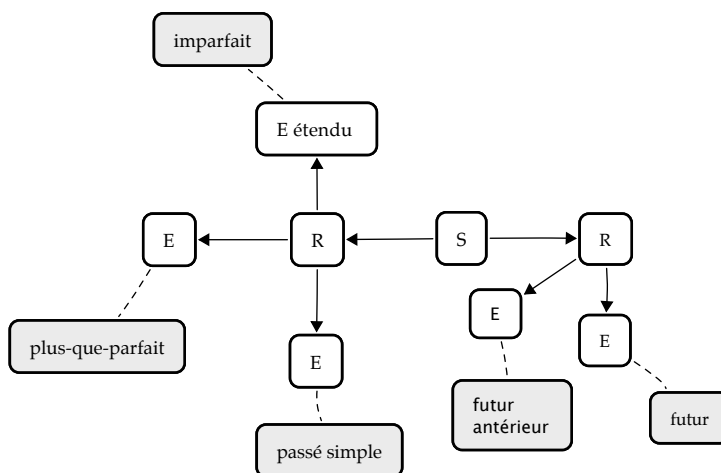 imparfait
E étendu
E
R
S
R
E
E
E
plus-que-parfait
futur
antérieur
futur
passé simple